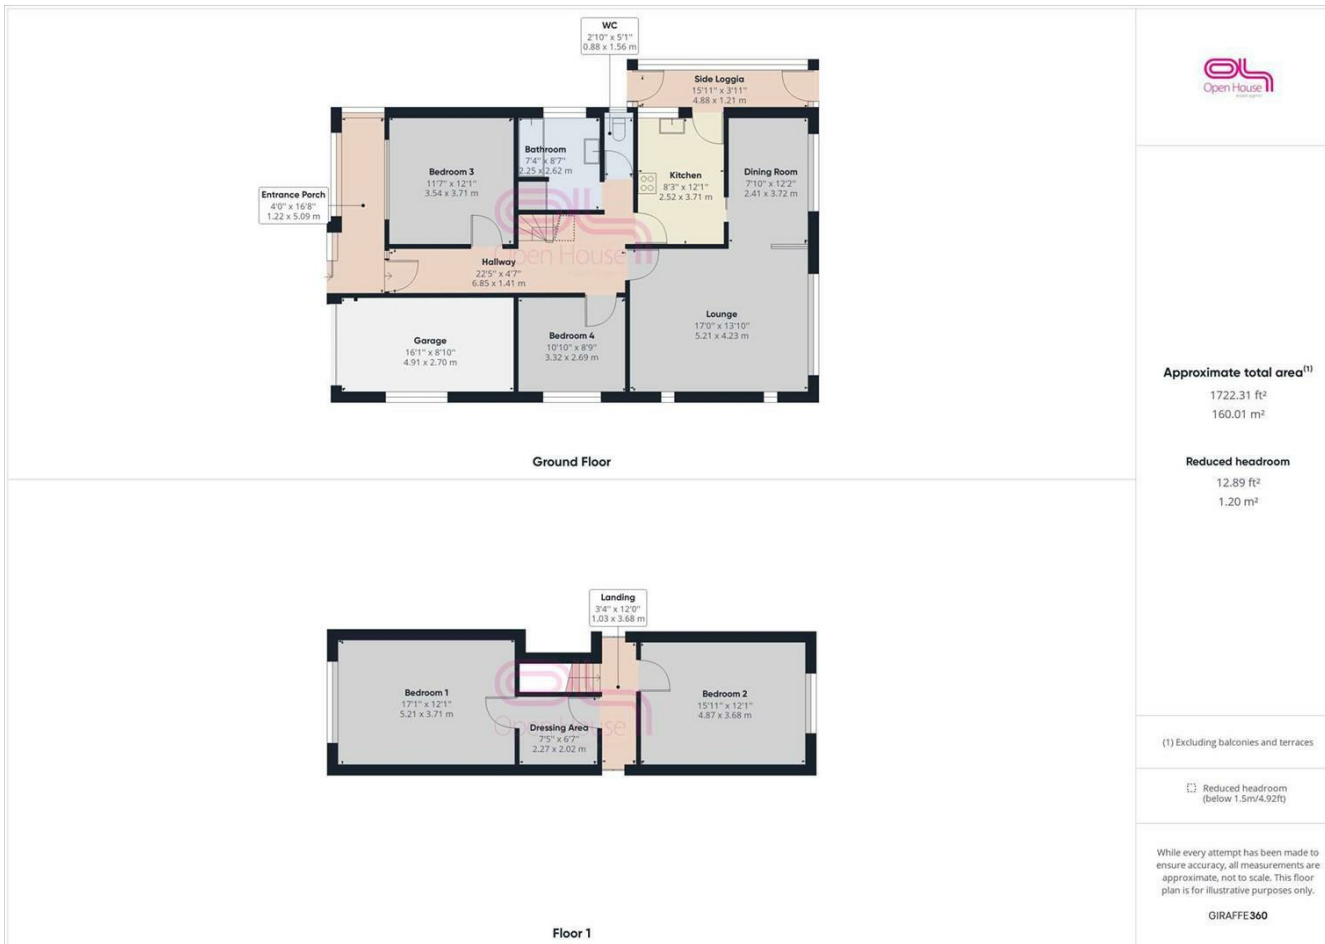 WC
2'10" x 5'1"
0.88 x 1.56 m
Side Loggia
15'11" x 3'11"
4.88 x 1.21 m
Bathroom
7'4" x 8'7"
2.25 x 2.62 m
Bedroom 3
11'7" x 12'1"
3.54 x 3.71 m
Kitchen
8'3" x 12'1"
2.52 x 3.71 m
Dining Room
7'10" x 12'2"
2.41 x 3.72 m
Entrance Porch
4'0" x 16'8"
1.22 x 5.09 m
Open House
Hallway
22'5" x 4'7"
6.85 x 1.41 m
Lounge
17'0" x 13'10"
5.21 x 4.23 m
Garage
16'1" x 8'10"
4.91 x 2.70 m
Bedroom 4
10'10" x 8'9"
3.32 x 2.69 m
Ground Floor
Landing
3'4" x 12'0"
1.03 x 3.68 m
Bedroom 1
17'1" x 12'1"
5.21 x 3.71 m
Bedroom 2
15'11" x 12'1"
4.87 x 3.68 m
Open House
Dressing Area
7'5" x 6'7"
2.27 x 2.02 m
Floor 1
Open House
Approximate total area(1)
1722.31 ft²
160.01 m²
Reduced headroom
12.89 ft²
1.20 m²
(1) Excluding balconies and terraces
Reduced headroom
(below 1.5m/4.92ft)
While every attempt has been made to
ensure accuracy, all measurements are
approximate, not to scale. This floor
plan is for illustrative purposes only.
GIRAFFE360